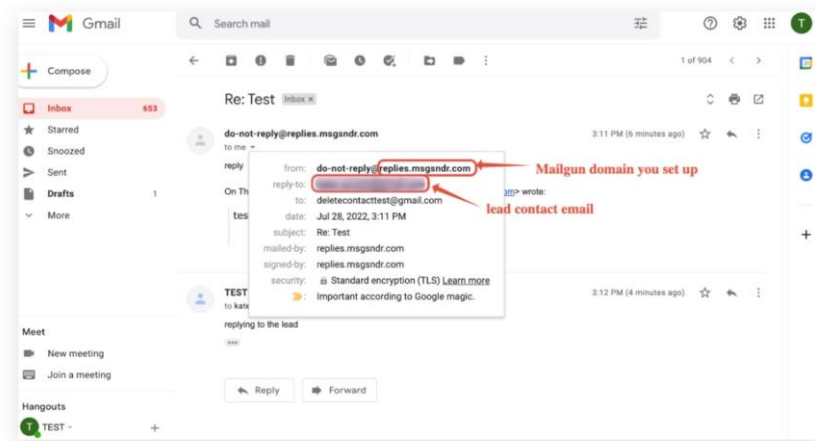 Gmail
Search mail
T
Compose
1 of 904
Inbox 653
Starred
Snoozed
Sent
Drafts 1
More
Re: Test Inbox ×
do-not-reply@replies.msgsndr.com 3:11 PM (6 minutes ago)
to me
reply
On Th
om> wrote:
tes
from: do-not-reply@replies.msgsndr.com
reply-to:
to: deletecontacttest@gmail.com
date: Jul 28, 2022, 3:11 PM
subject: Re: Test
mailed-by: replies.msgsndr.com
signed-by: replies.msgsndr.com
security: Standard encryption (TLS) Learn more
Important according to Google magic.
Mailgun domain you set up
lead contact email
TEST 3:12 PM (4 minutes ago)
to kate
replying to the lead
Reply Forward
Meet
New meeting
Join a meeting
Hangouts
T TEST +